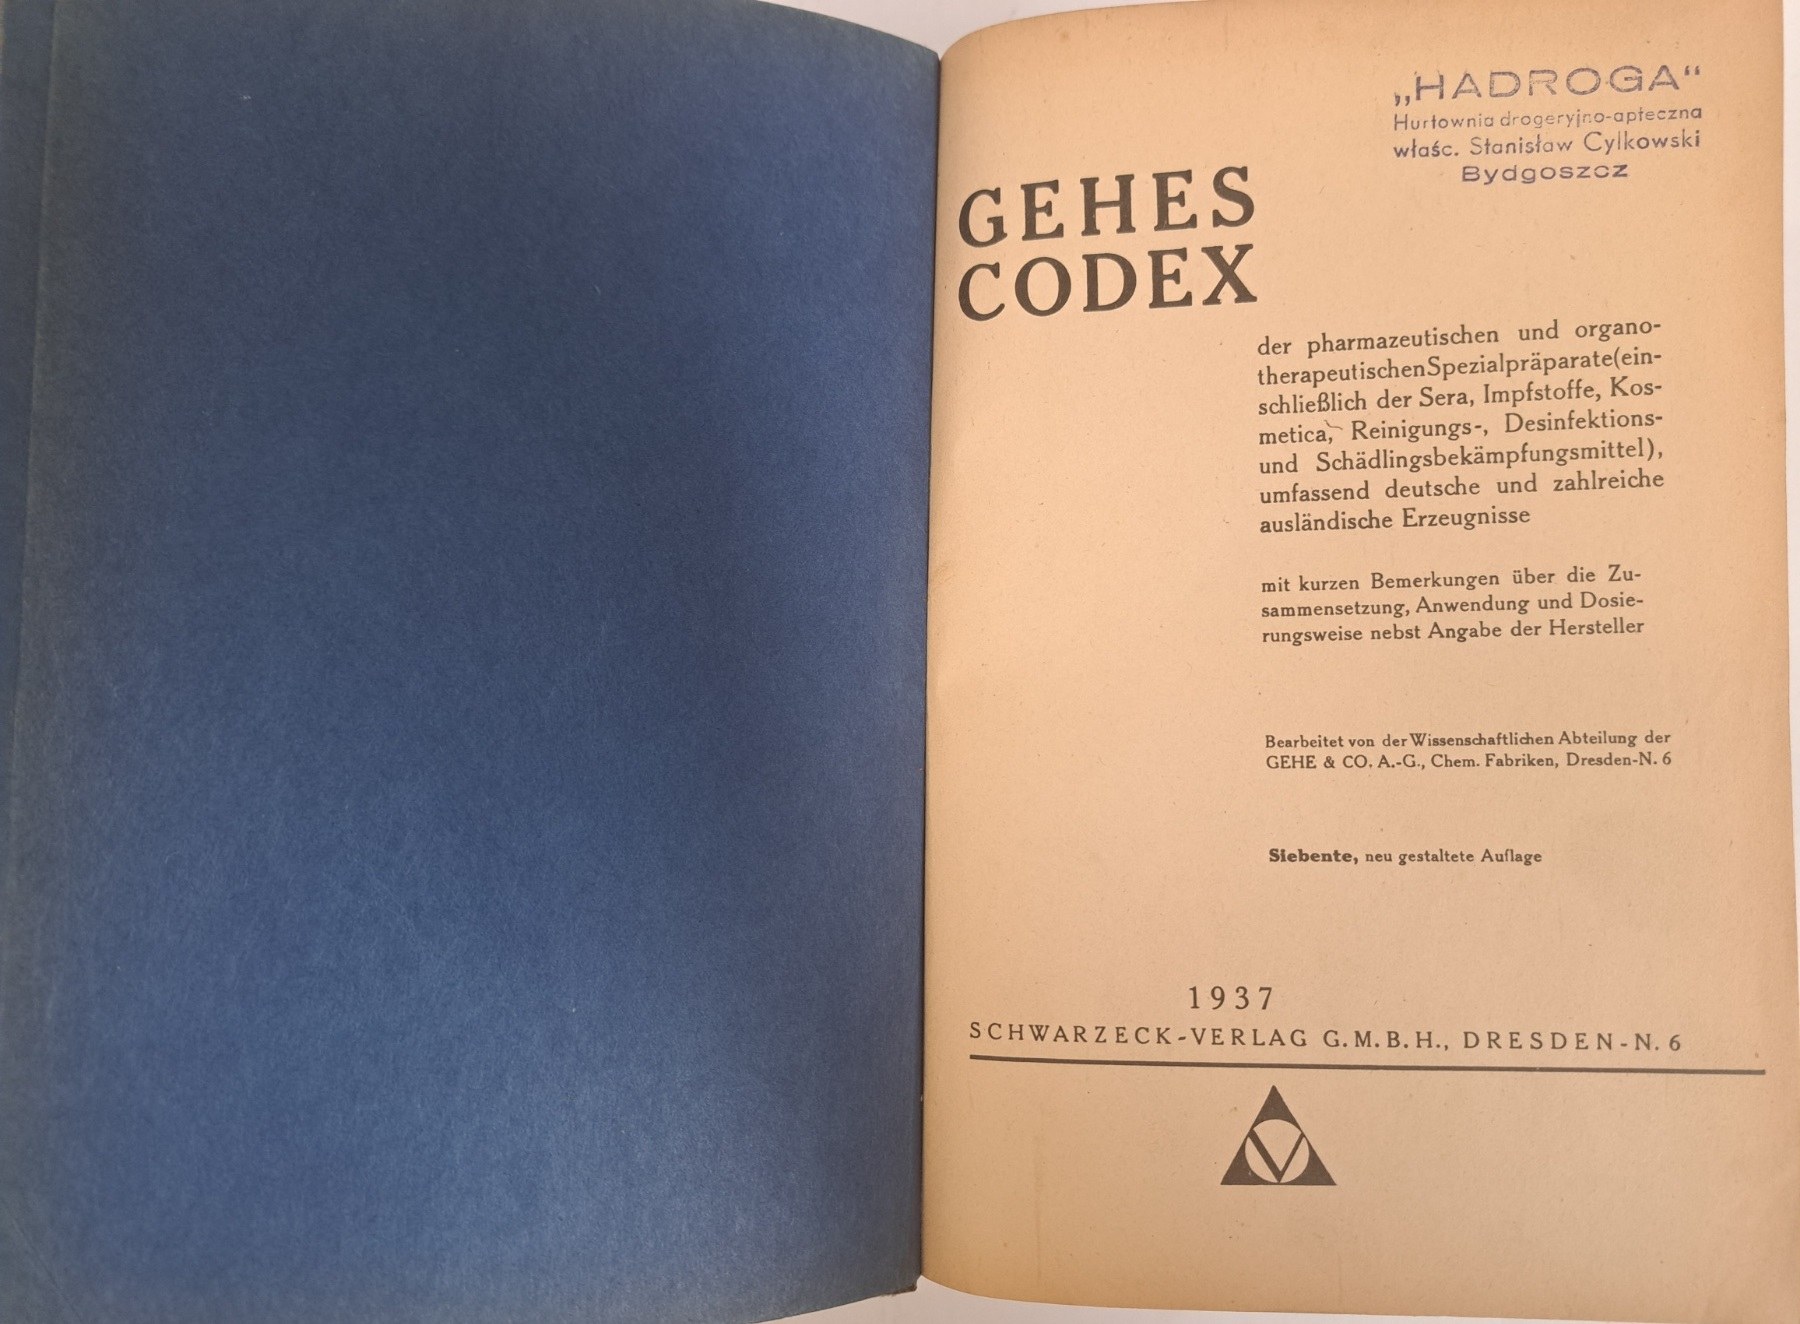 „HADROGA“
Hurtownia drogeryjno-apteczna
właśc. Stanisław Cylkowski
Bydgoszcz
GEHES
CODEX
der pharmazeutischen und organo-
therapeutischen Spezialpräparate (ein-
schließlich der Sera, Impfstoffe, Kos-
metica, Reinigungs-, Desinfektions-
und Schädlingsbekämpfungsmittel),
umfassend deutsche und zahlreiche
ausländische Erzeugnisse
mit kurzen Bemerkungen über die Zu-
sammensetzung, Anwendung und Dosie-
rungsweise nebst Angabe der Hersteller
Bearbeitet von der Wissenschaftlichen Abteilung der
GEHE & CO. A.-G., Chem. Fabriken, Dresden-N. 6
Siebente, neu gestaltete Auflage
1937
SCHWARZECK-VERLAG G.M.B.H., DRESDEN-N. 6
V